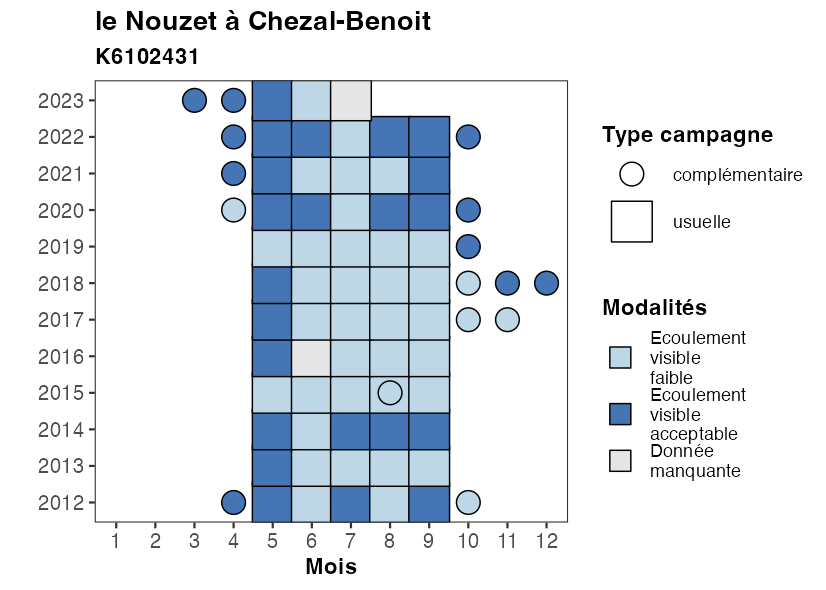 le Nouzet à Chezal-Benoit
K6102431
2023
2022
2021
2020
2019
2018
2017
2016
2015
2014
2013
2012
1 2 3 4 5 6 7 8 9 10 11 12
Mois
Type campagne
complémentaire
usuelle
Modalités
Ecoulement
visible
faible
Ecoulement
visible
acceptable
Donnée
manquante